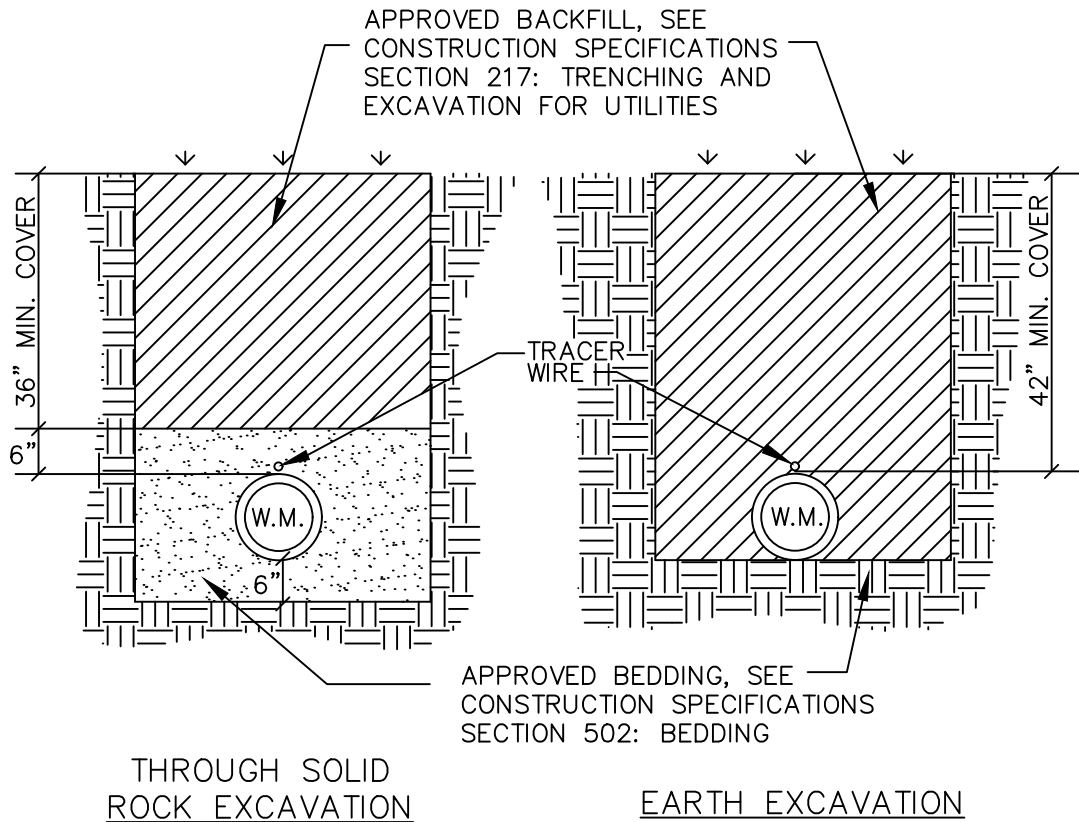 APPROVED BACKFILL, SEE
CONSTRUCTION SPECIFICATIONS
SECTION 217: TRENCHING AND
EXCAVATION FOR UTILITIES
36" MIN. COVER
6"
W.M.
6"
TRACER
WIRE
W.M.
42" MIN. COVER
APPROVED BEDDING, SEE
CONSTRUCTION SPECIFICATIONS
SECTION 502: BEDDING
THROUGH SOLID
ROCK EXCAVATION
EARTH EXCAVATION